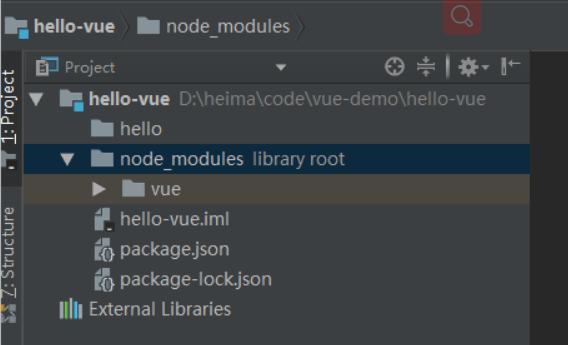 hello-vue node_modules
Project
1: Project
hello-vue D:\heima\code\vue-demo\hello-vue
hello
node_modules library root
vue
hello-vue.iml
package.json
package-lock.json
External Libraries
7: Structure